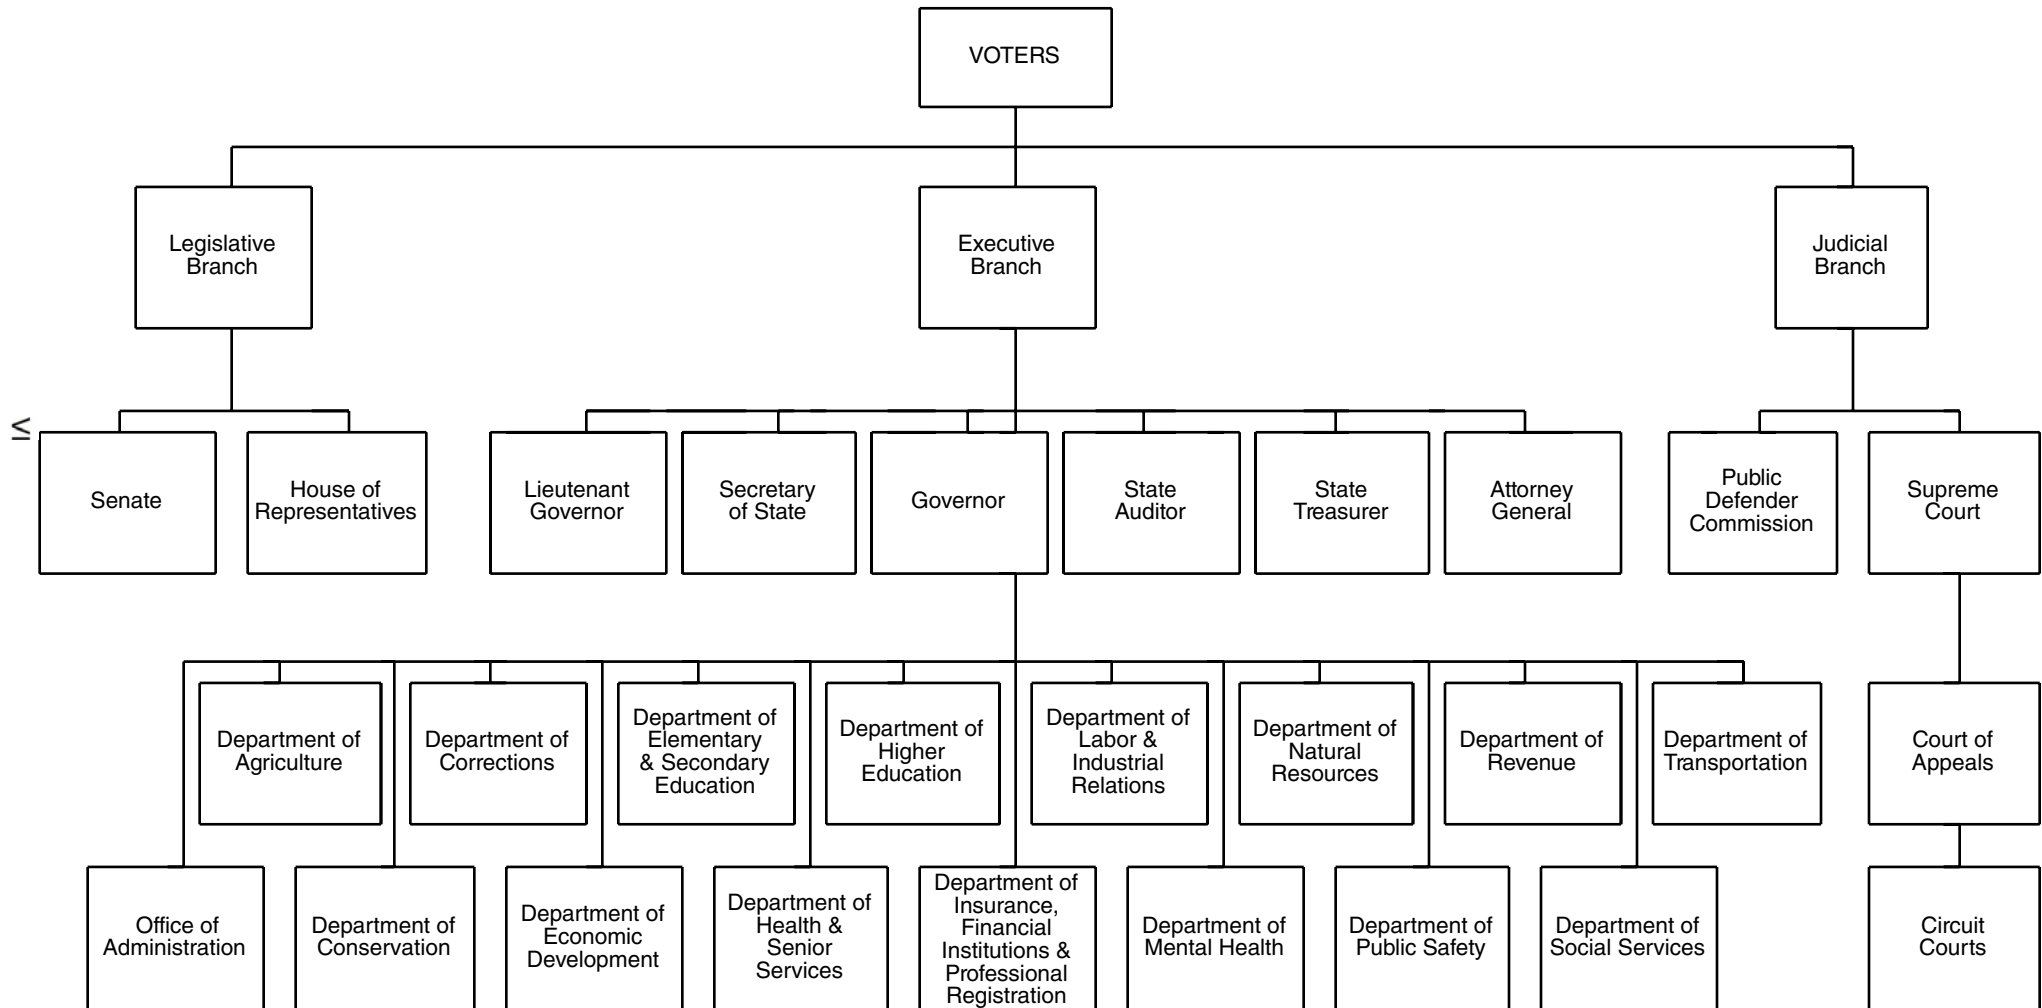 VOTERS
Legislative
Branch
Executive
Branch
Judicial
Branch
≤
Senate
House of
Representatives
Lieutenant
Governor
Secretary
of State
Governor
State
Auditor
State
Treasurer
Attorney
General
Public
Defender
Commission
Supreme
Court
Department of
Agriculture
Department of
Corrections
Department of
Elementary
& Secondary
Education
Department of
Higher
Education
Department of
Labor &
Industrial
Relations
Department of
Natural
Resources
Department of
Revenue
Department of
Transportation
Court of
Appeals
Office of
Administration
Department of
Conservation
Department of
Economic
Development
Department of
Health &
Senior
Services
Department of
Insurance,
Financial
Institutions &
Professional
Registration
Department of
Mental Health
Department of
Public Safety
Department of
Social Services
Circuit
Courts